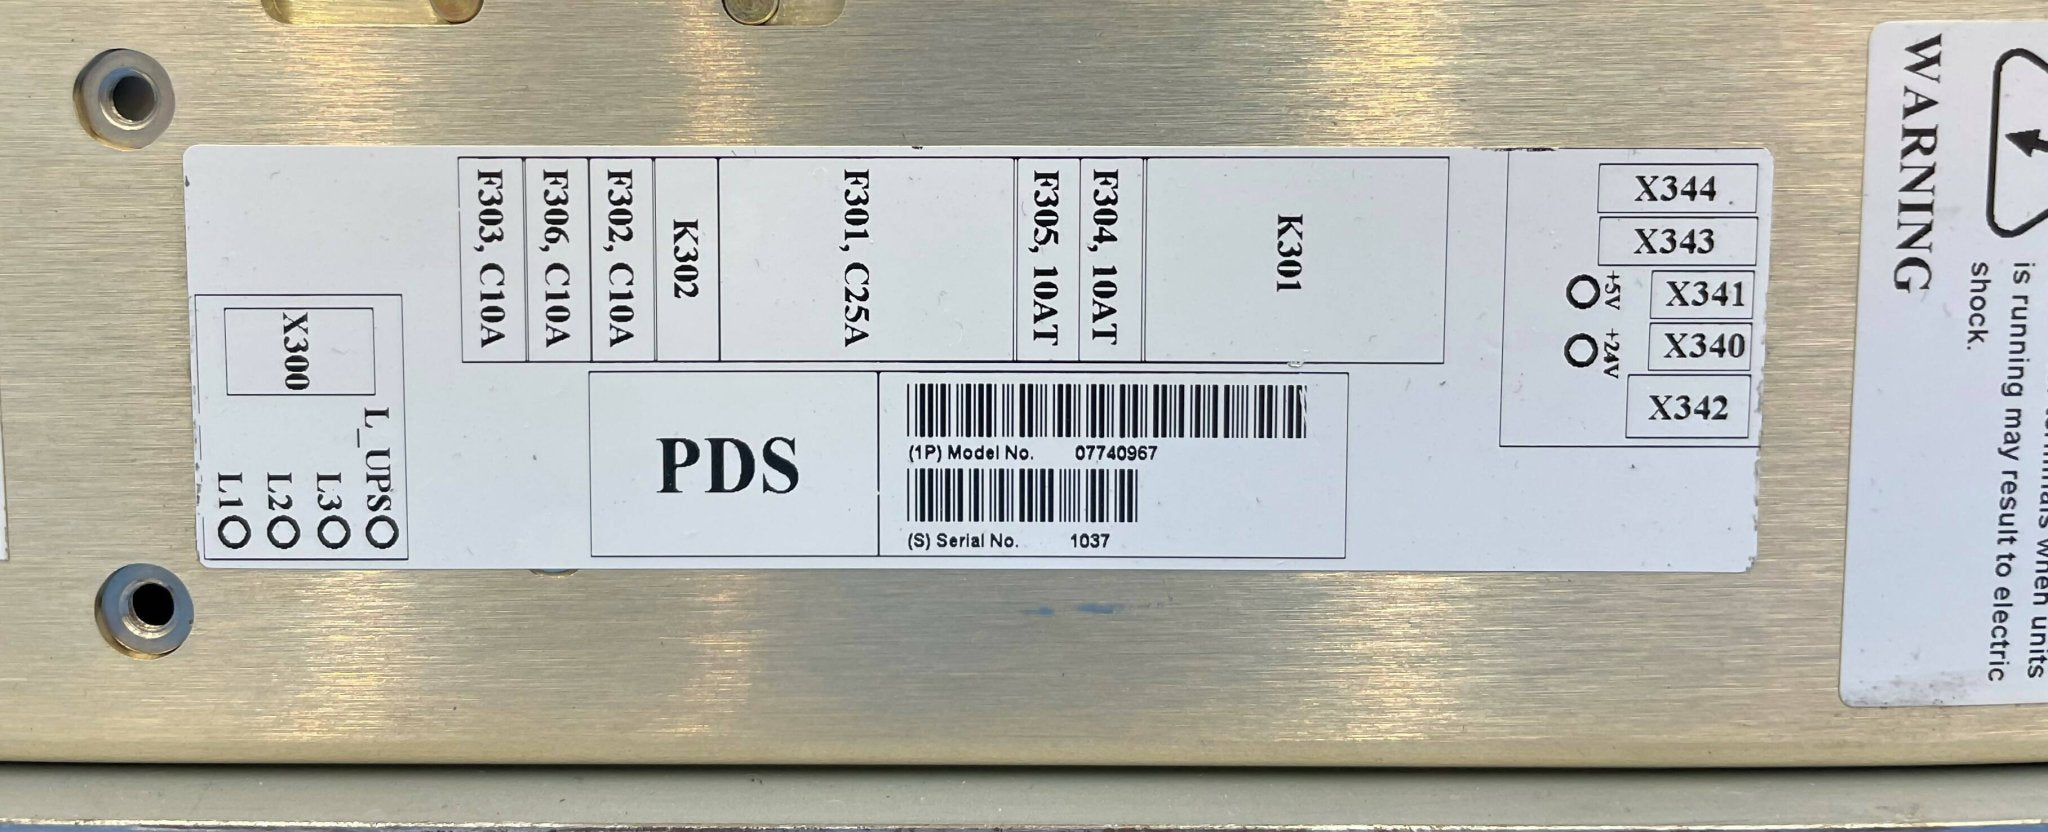 F303, C10A
F306, C10A
F302, C10A
K302
F301, C25A
F305, 10AT
F304, 10AT
K301
X344
X343
X341
X340
X342
+5V
+24V
X300
L_UPS
L3
L2
L1
PDS
(1P) Model No. 07740967
(S) Serial No. 1037
WARNING
when units
is running may result to electric
shock.